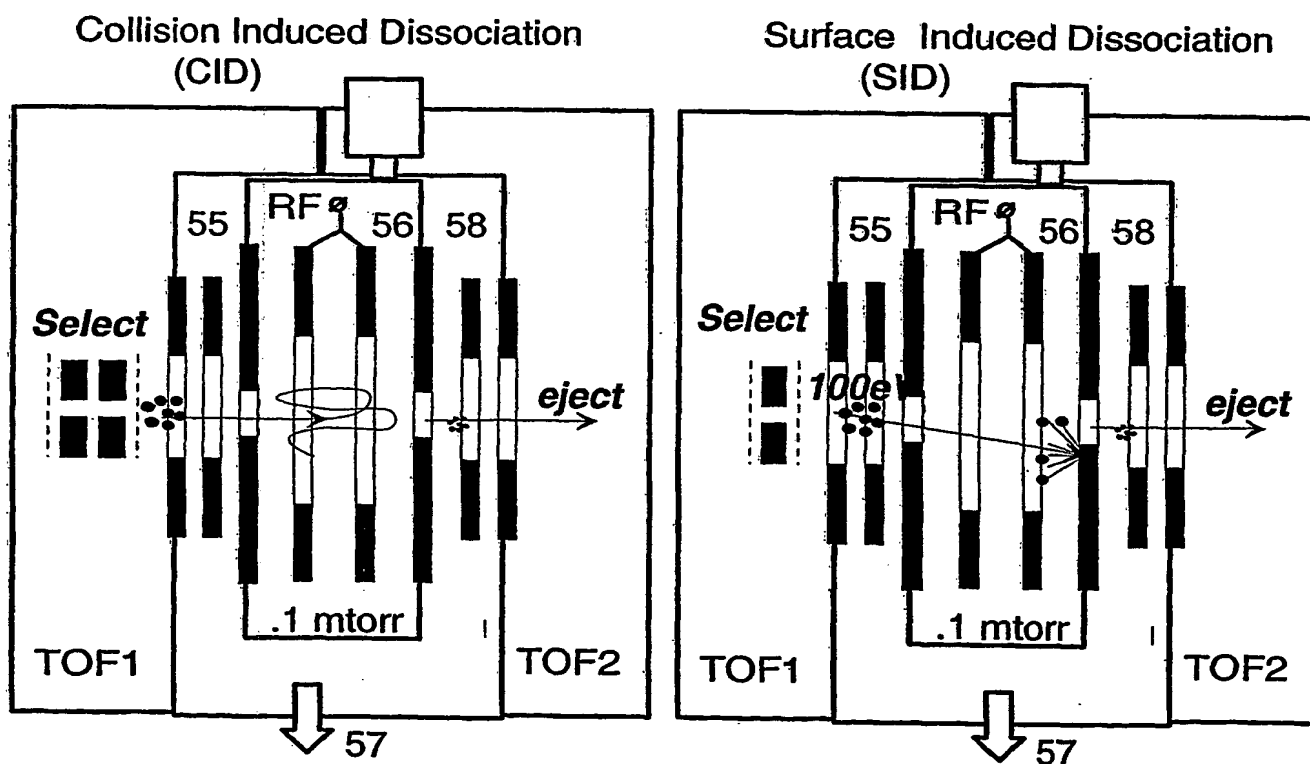 Collision Induced Dissociation
(CID)
RF
55
56
58
Select
eject
.1 mtorr
TOF1
TOF2
57
Surface Induced Dissociation
(SID)
RF
55
56
58
Select
100eV
eject
.1 mtorr
TOF1
TOF2
57